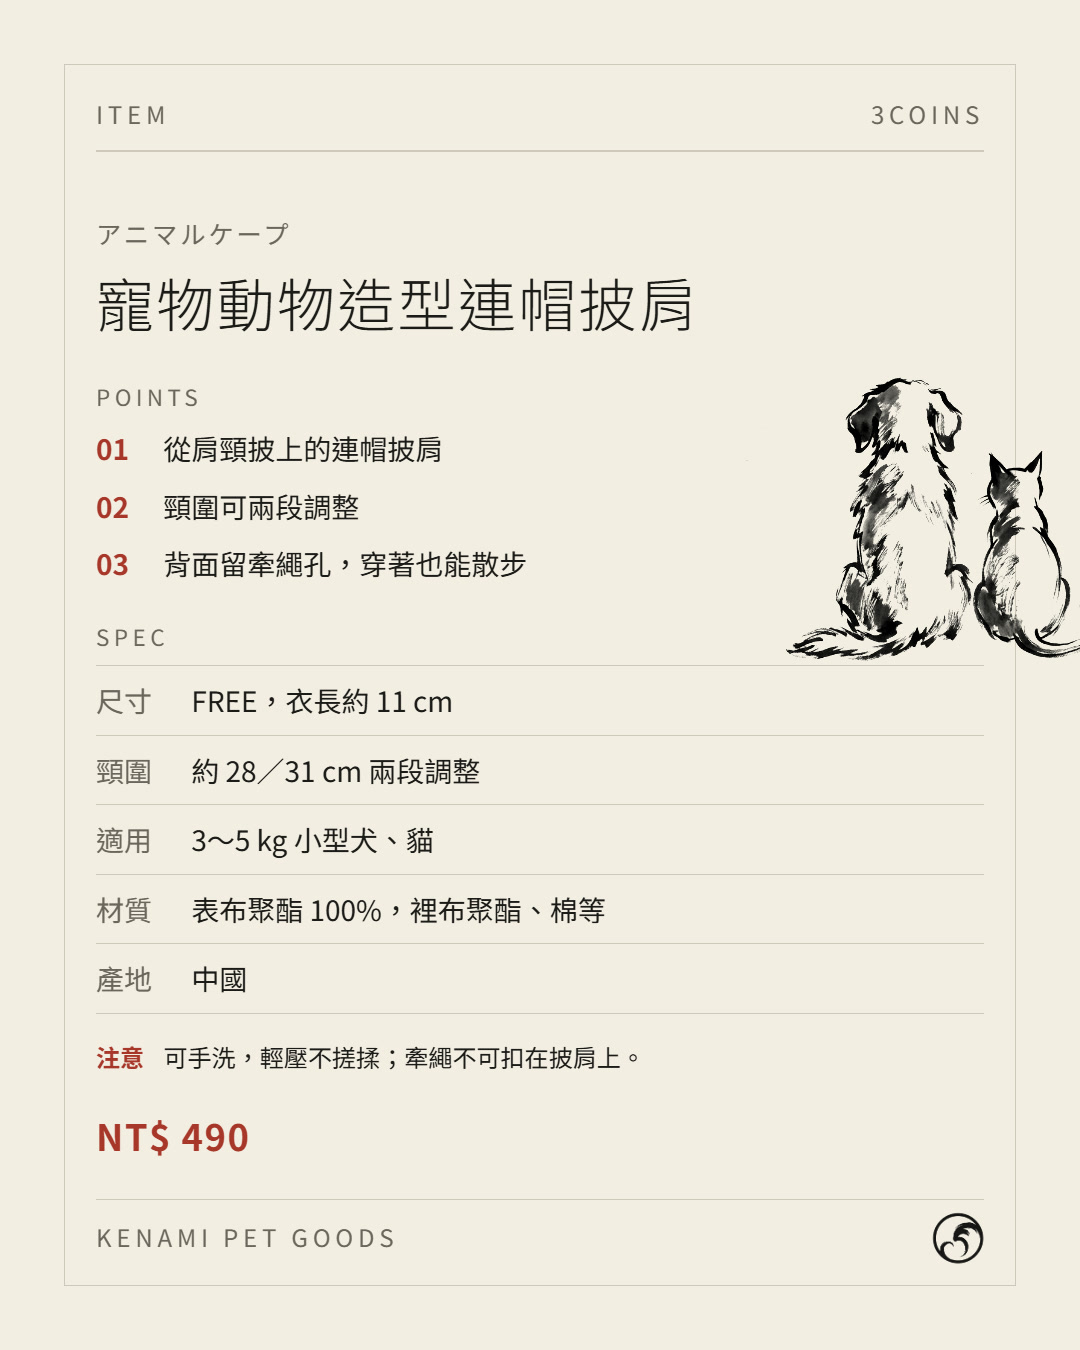 ITEM
3COINS
アニマルケープ
寵物動物造型連帽披肩
POINTS
01 從肩頸披上的連帽披肩
02 頸圍可兩段調整
03 背面留牽繩孔，穿著也能散步
SPEC
尺寸 FREE，衣長約 11 cm
頸圍 約 28／31 cm 兩段調整
適用 3～5 kg 小型犬、貓
材質 表布聚酯 100%，裡布聚酯、棉等
產地 中國
注意 可手洗，輕壓不搓揉；牽繩不可扣在披肩上。
NT$ 490
KENAMI PET GOODS